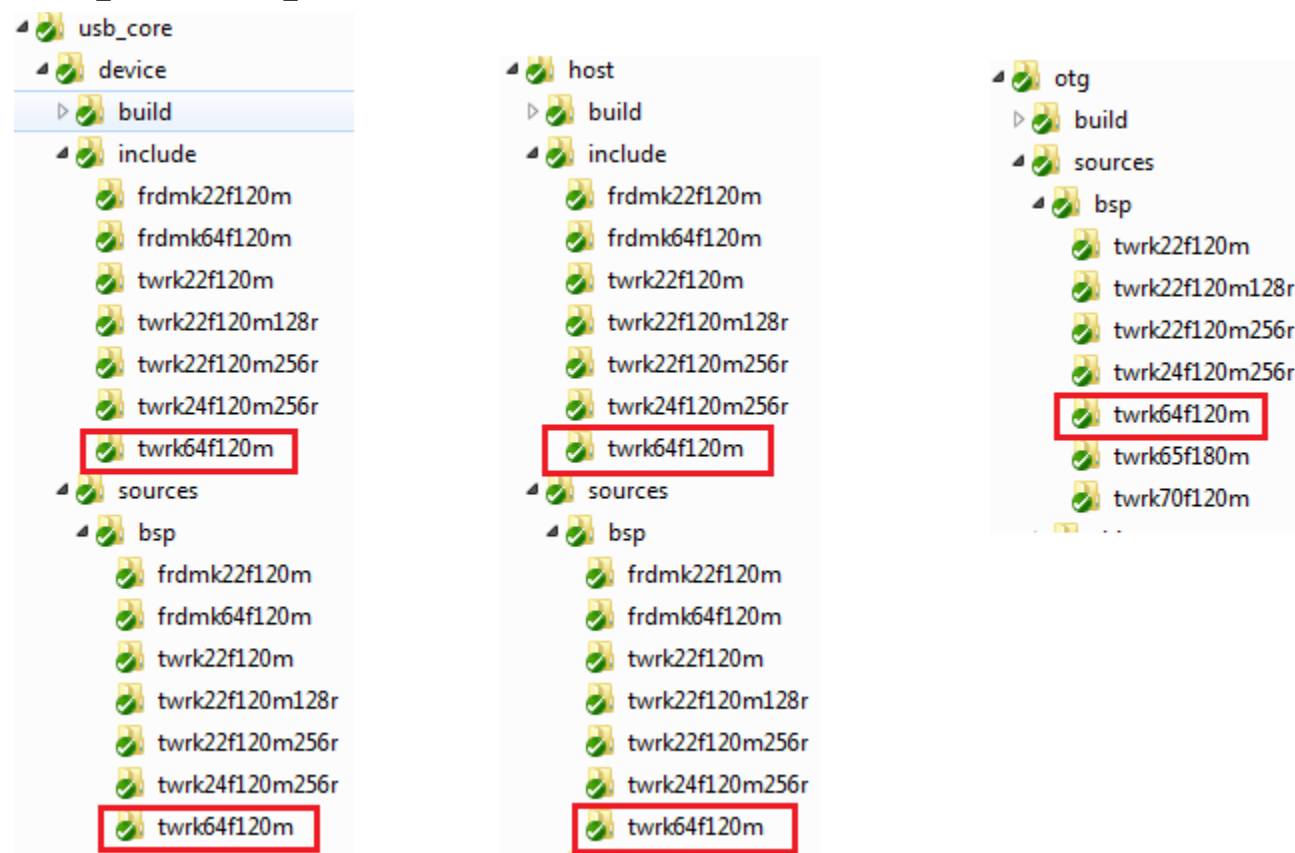 usb_core
device
build
include
frdmk22f120m
frdmk64f120m
twrk22f120m
twrk22f120m128r
twrk22f120m256r
twrk24f120m256r
twrk64f120m
sources
bsp
frdmk22f120m
frdmk64f120m
twrk22f120m
twrk22f120m128r
twrk22f120m256r
twrk24f120m256r
twrk64f120m
host
build
include
frdmk22f120m
frdmk64f120m
twrk22f120m
twrk22f120m128r
twrk22f120m256r
twrk24f120m256r
twrk64f120m
sources
bsp
frdmk22f120m
frdmk64f120m
twrk22f120m
twrk22f120m128r
twrk22f120m256r
twrk24f120m256r
twrk64f120m
otg
build
sources
bsp
twrk22f120m
twrk22f120m128r
twrk22f120m256r
twrk24f120m256r
twrk64f120m
twrk65f180m
twrk70f120m